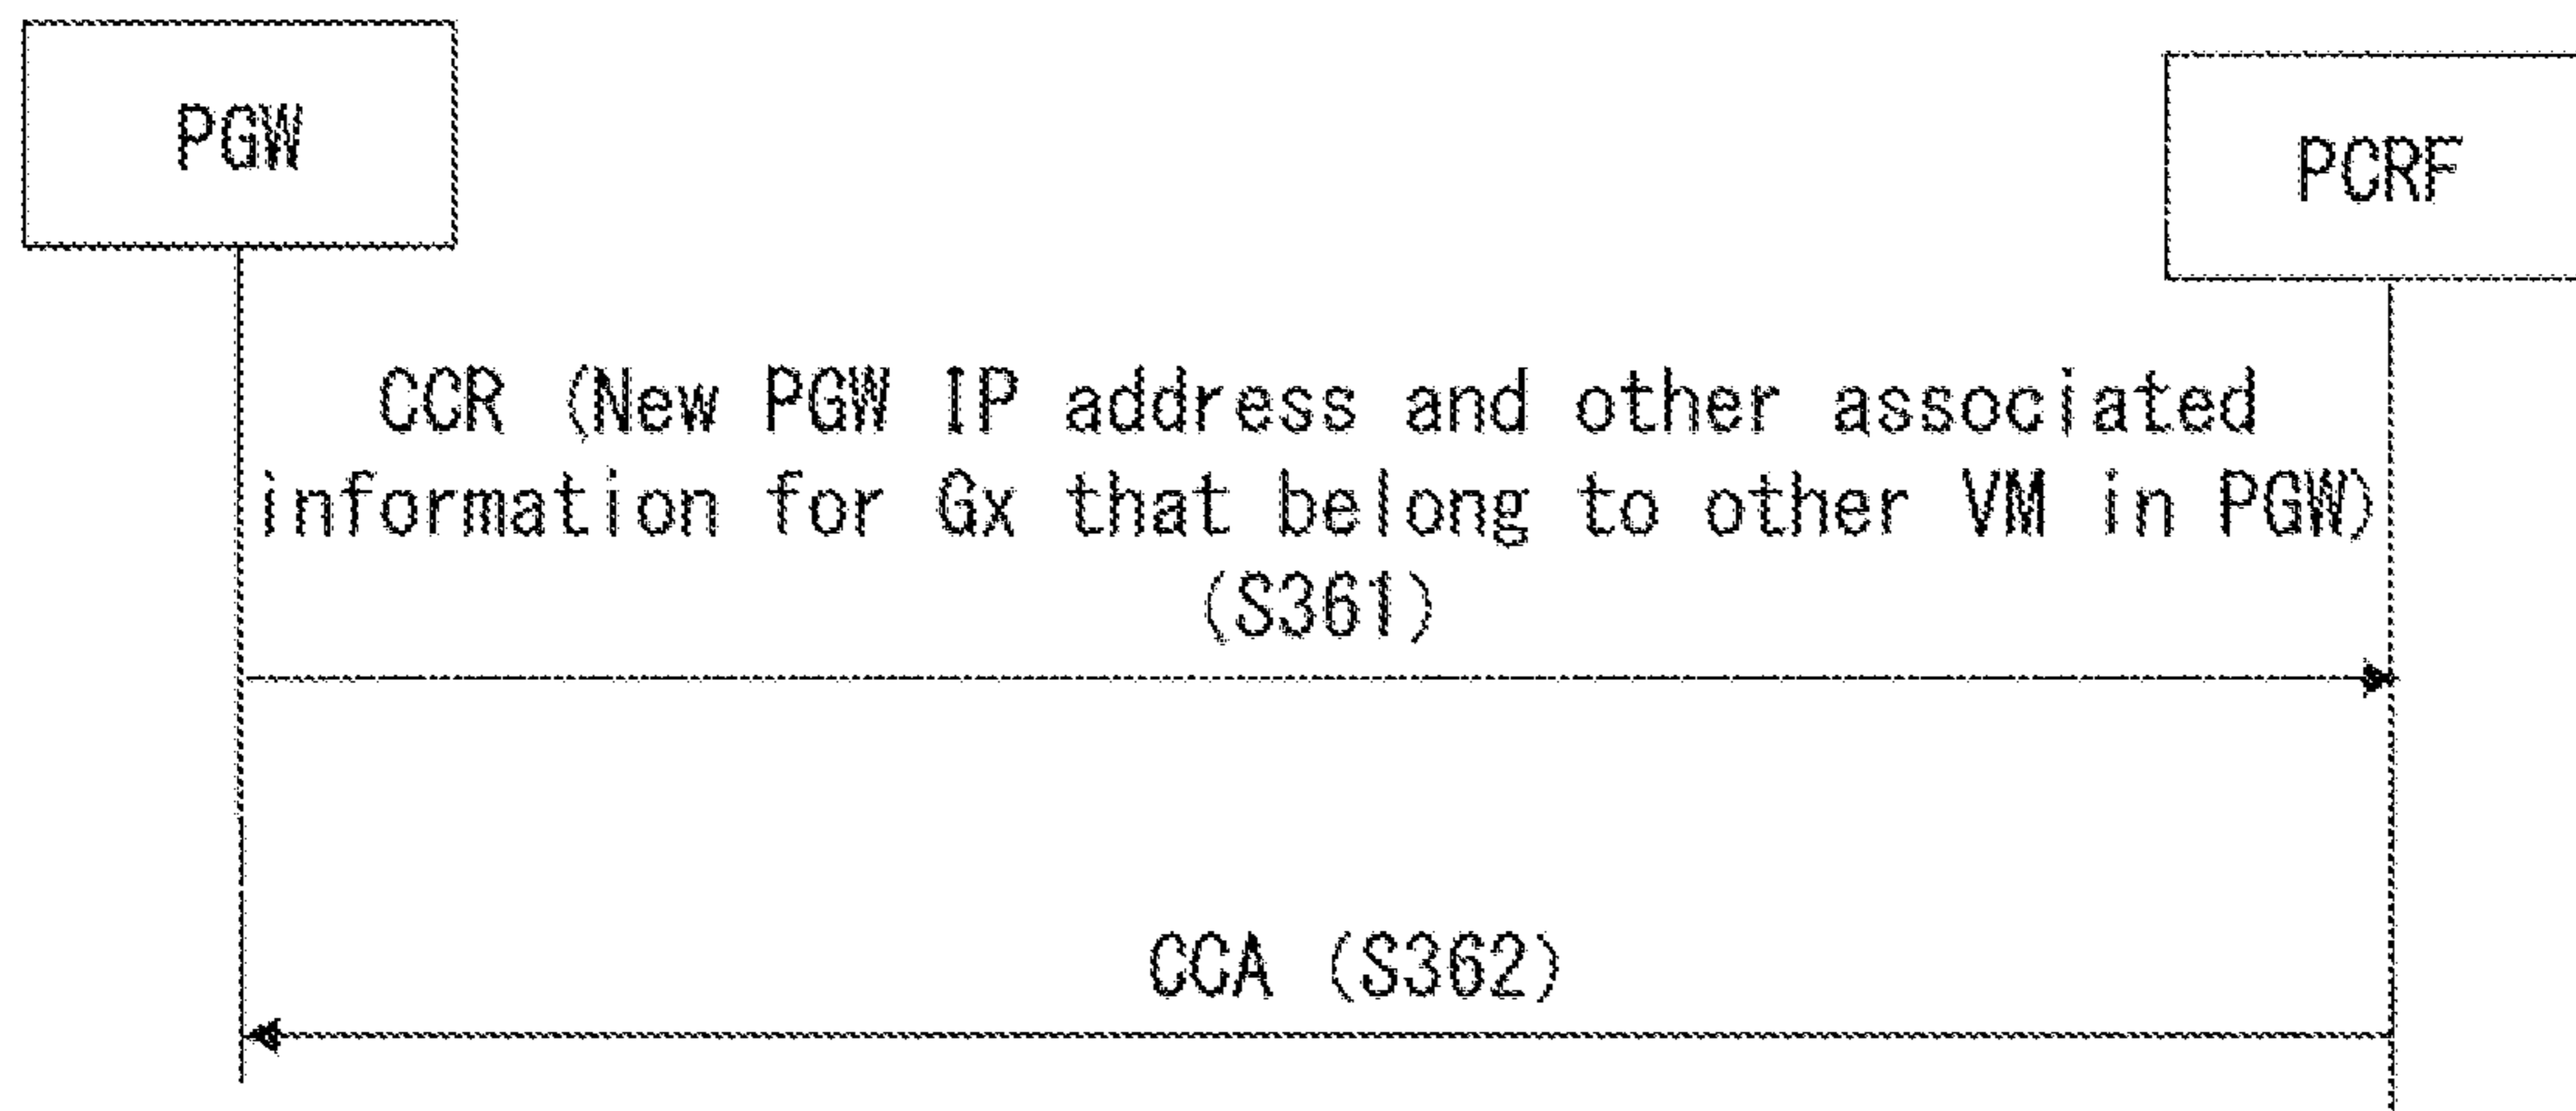 PGW
PCRF
CCR (New PGW IP address and other associated
information for Gx that belong to other VM in PGW)
(S361)
CCA (S362)